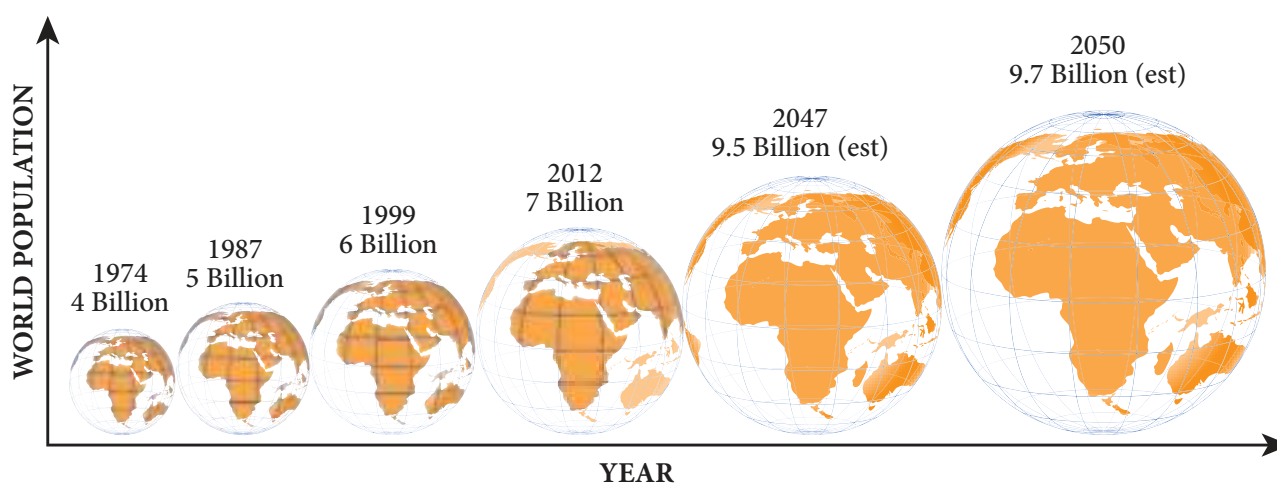 WORLD POPULATION
1974
4 Billion
1987
5 Billion
1999
6 Billion
2012
7 Billion
2047
9.5 Billion (est)
2050
9.7 Billion (est)
YEAR